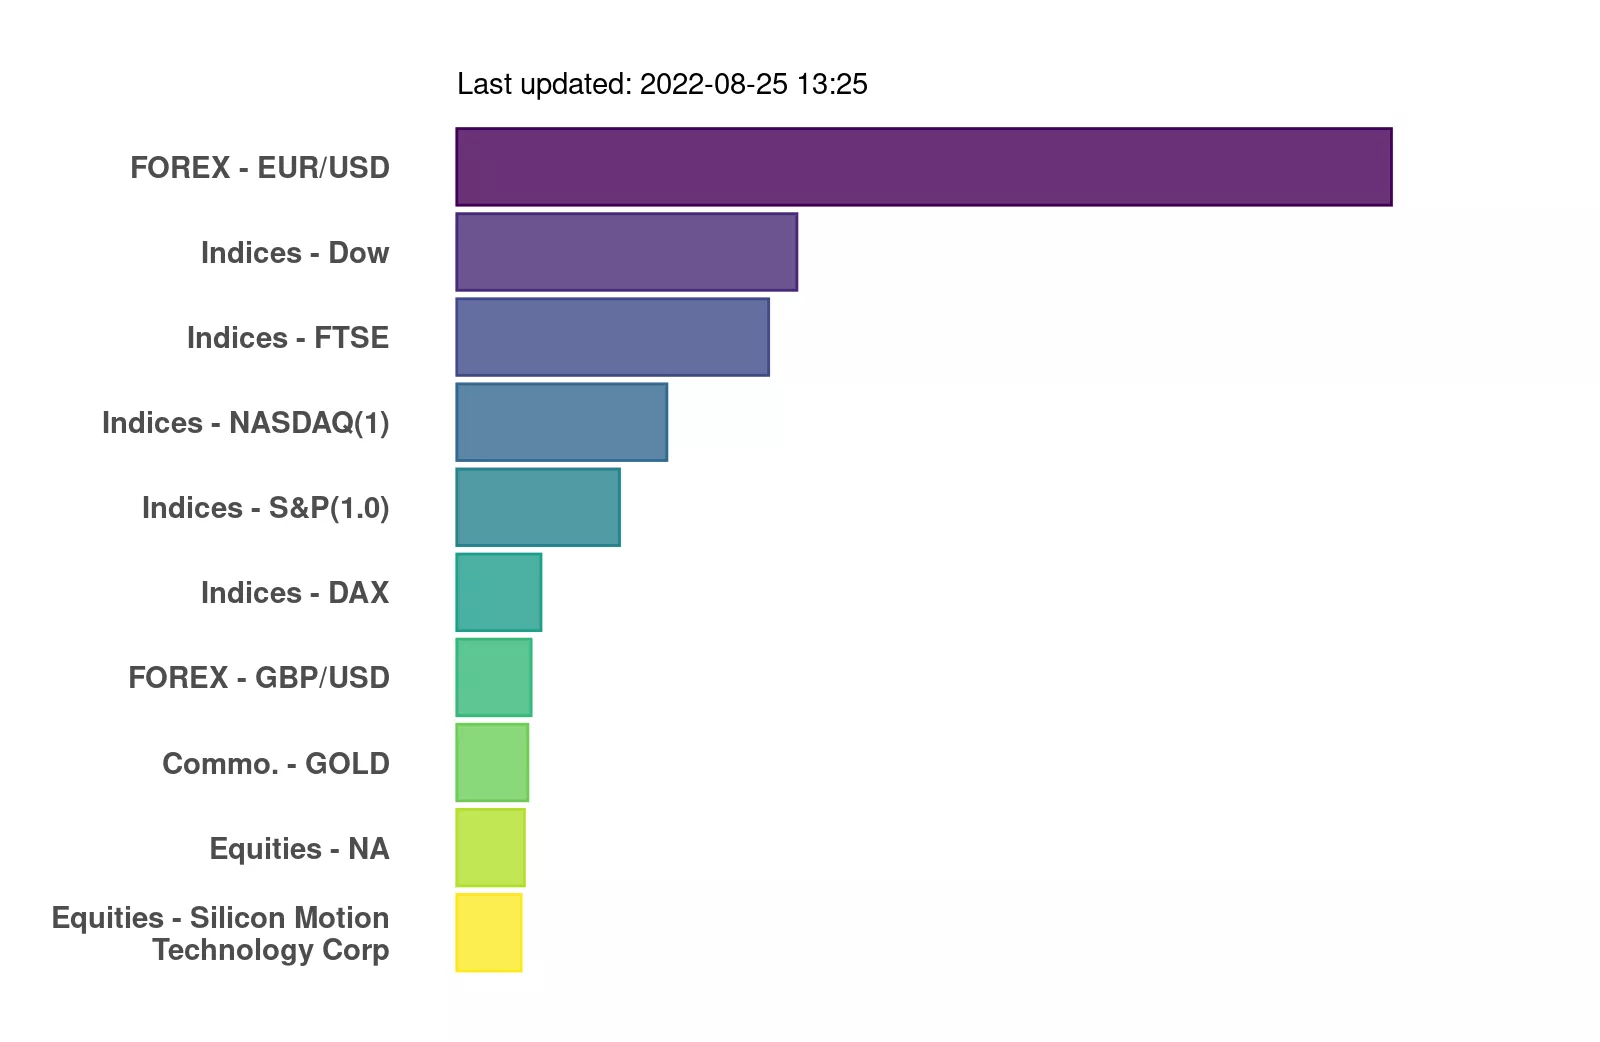 Last updated: 2022-08-25 13:25
FOREX - EUR/USD
Indices - Dow
Indices - FTSE
Indices - NASDAQ(1)
Indices - S&P(1.0)
Indices - DAX
FOREX - GBP/USD
Commo. - GOLD
Equities - NA
Equities - Silicon Motion
Technology Corp